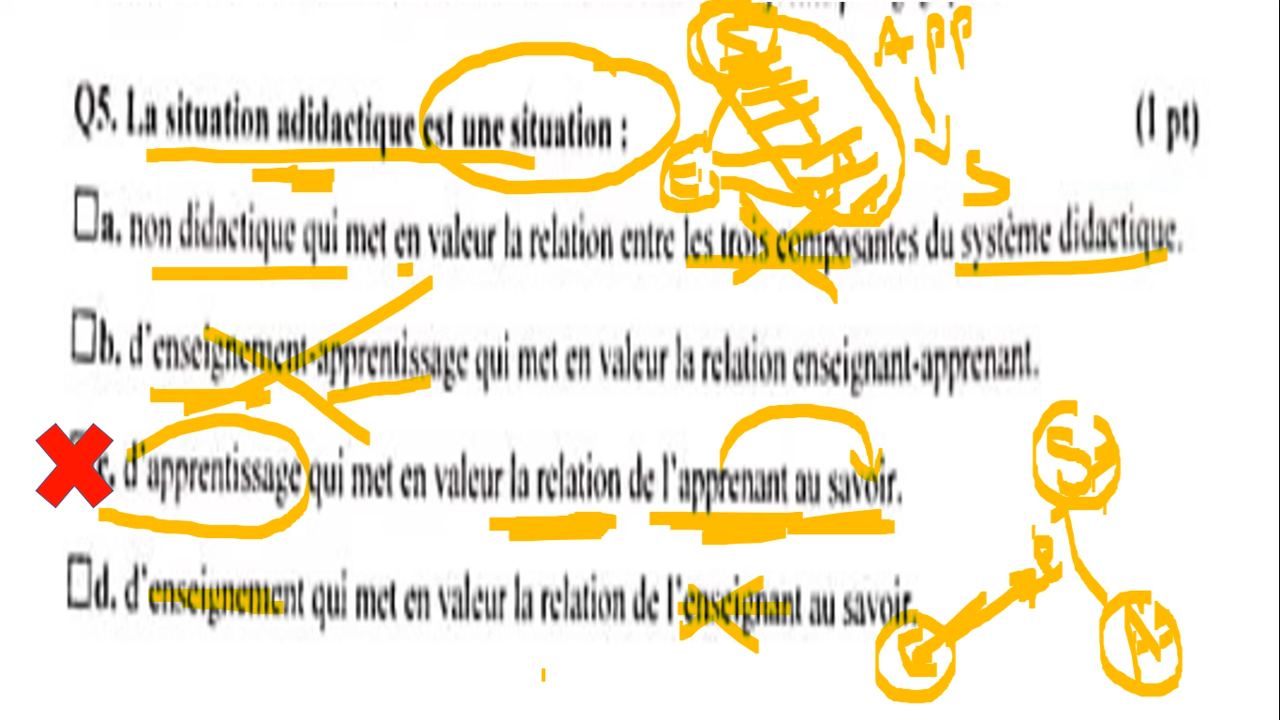 APP
Q5. La situation adidactique est une situation : (1 pt)
S
E
a. non didactique qui met en valeur la relation entre les trois composantes du système didactique.
b. d'enseignement-apprentissage qui met en valeur la relation enseignant-apprenant.
c. d'apprentissage qui met en valeur la relation de l'apprenant au savoir.
S
d. d'enseignement qui met en valeur la relation de l'enseignant au savoir.
A